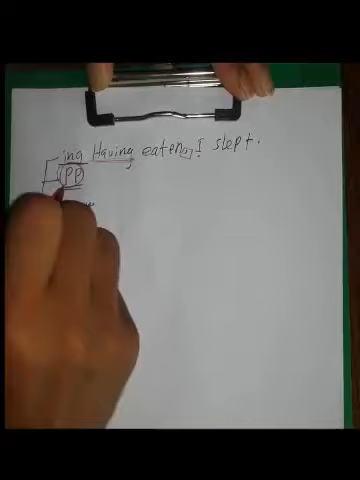 ing Having eaten, I slept.
(PP)